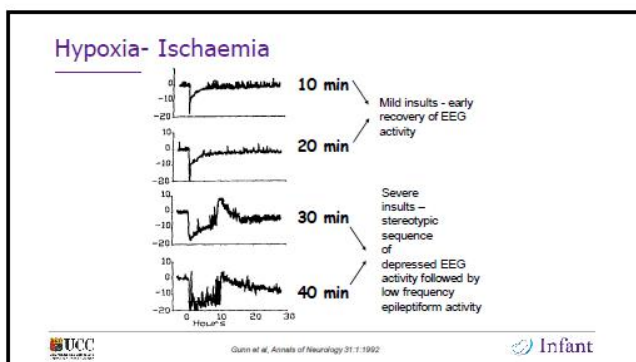 Hypoxia- Ischaemia
0
-10
-20
10 min
10
0
-10
-20
20 min
Mild insults - early
recovery of EEG
activity
10
0
-10
-20
30 min
10
0
-10
-20
40 min
0 10 20 30
Hours
Severe
insults –
stereotypic
sequence
of
depressed EEG
activity followed by
low frequency
epileptiform activity
UCC
Gunn et al, Annals of Neurology 31:1:1992
Infant